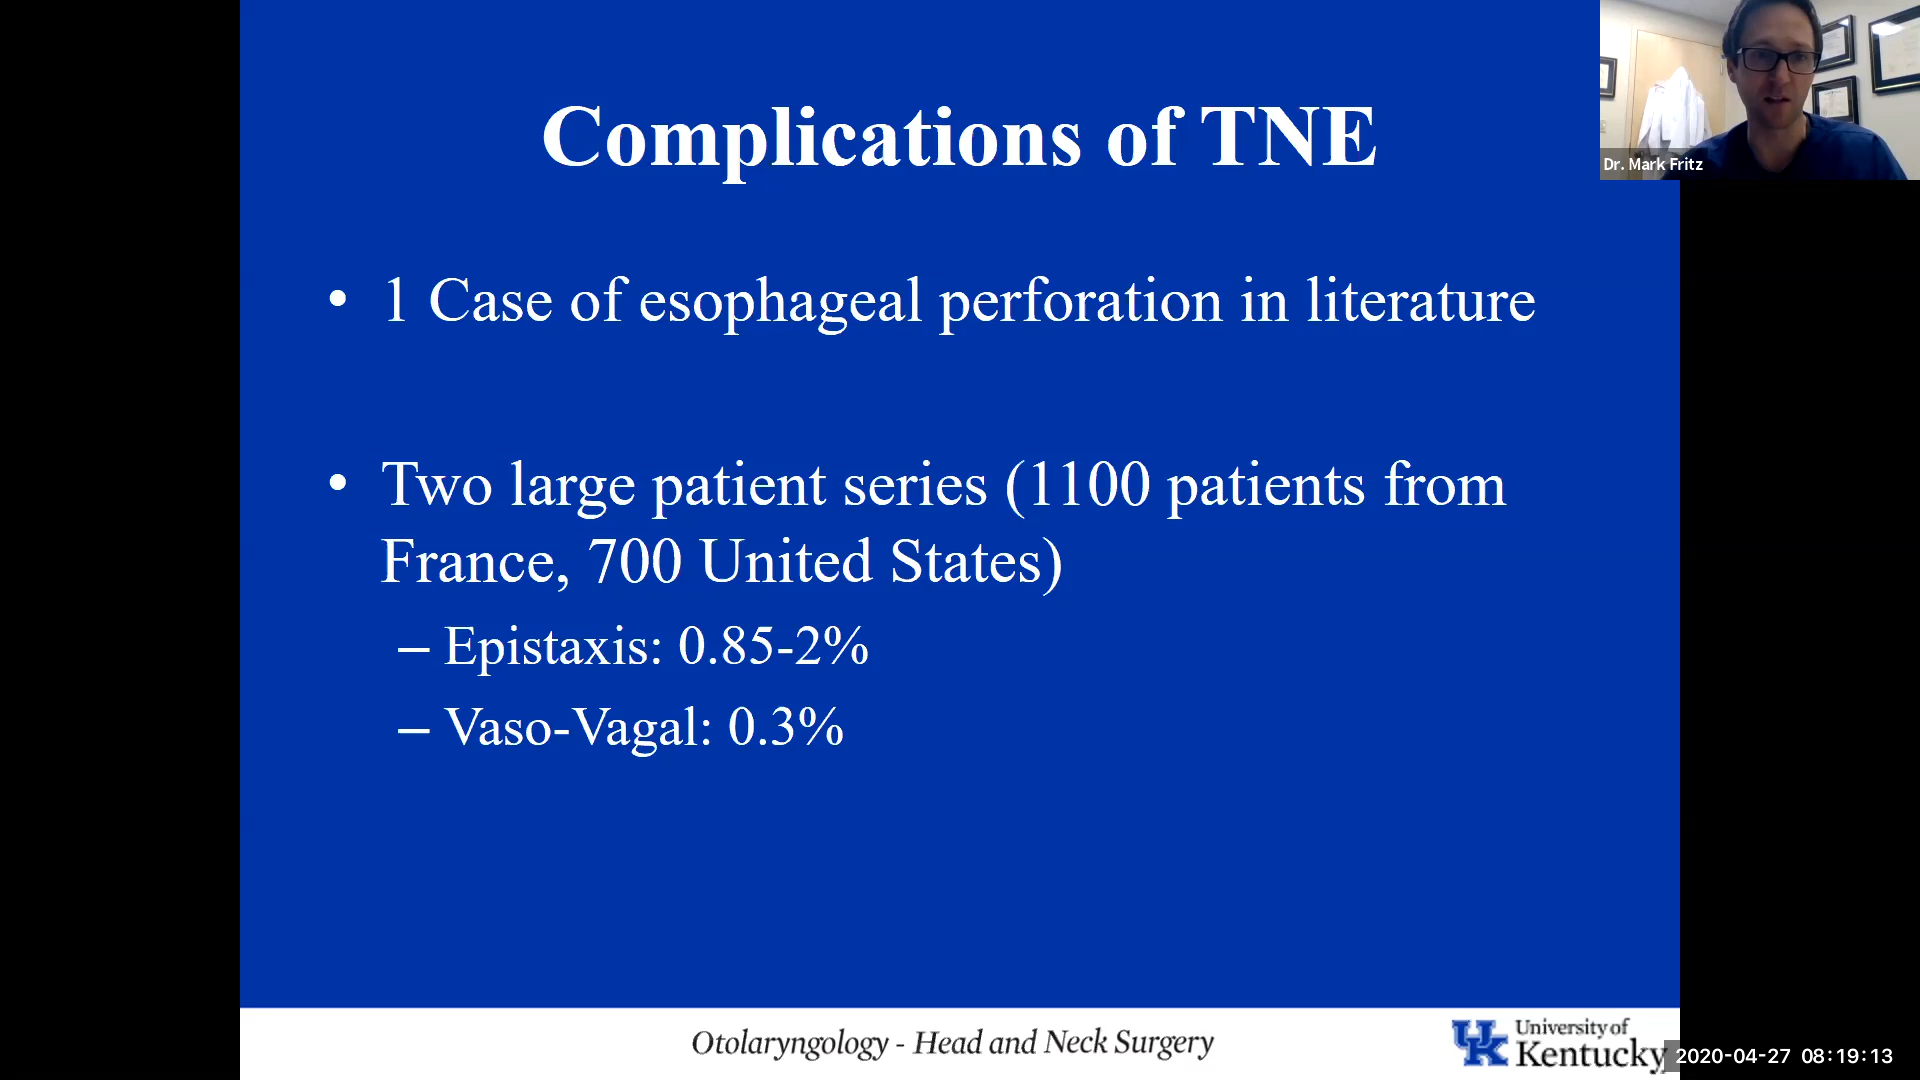 Complications of TNE
Dr. Mark Fritz
• 1 Case of esophageal perforation in literature
• Two large patient series (1100 patients from
France, 700 United States)
– Epistaxis: 0.85-2%
– Vaso-Vagal: 0.3%
Otolaryngology - Head and Neck Surgery
UK
University of
Kentucky
2020-04-27 08:19:13